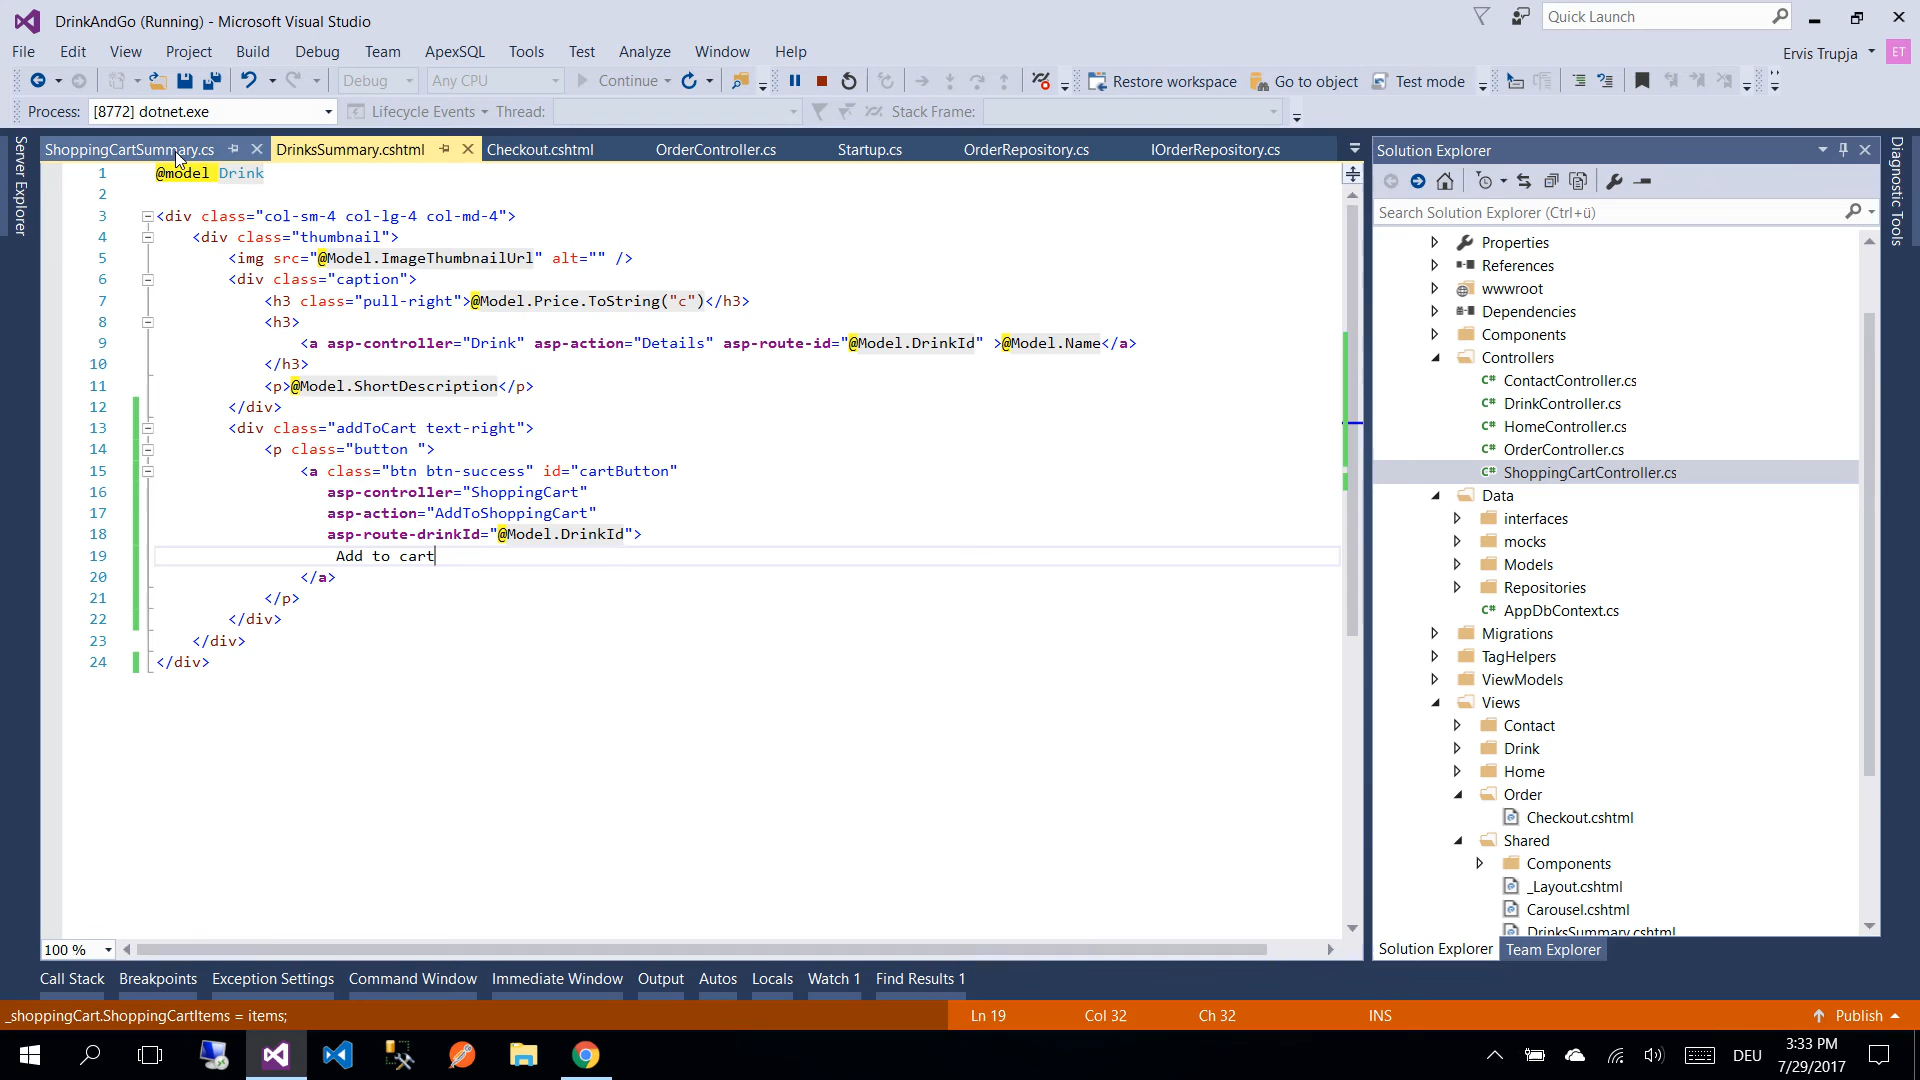 DrinkAndGo (Running) - Microsoft Visual Studio
Quick Launch
File Edit View Project Build Debug Team ApexSQL Tools Test Analyze Window Help
Ervis Trupja ET
Debug Any CPU Continue Restore workspace Go to object Test mode
Process: [8772] dotnet.exe Lifecycle Events Thread: Stack Frame:
Server Explorer
ShoppingCartSummary.cs DrinksSummary.cshtml Checkout.cshtml OrderController.cs Startup.cs OrderRepository.cs IOrderRepository.cs
1 @model Drink
2
3 <div class="col-sm-4 col-lg-4 col-md-4">
4 <div class="thumbnail">
5 <img src="@Model.ImageThumbnailUrl" alt="" />
6 <div class="caption">
7 <h3 class="pull-right">@Model.Price.ToString("c")</h3>
8 <h3>
9 <a asp-controller="Drink" asp-action="Details" asp-route-id="@Model.DrinkId" >@Model.Name</a>
10 </h3>
11 <p>@Model.ShortDescription</p>
12 </div>
13 <div class="addToCart text-right">
14 <p class="button ">
15 <a class="btn btn-success" id="cartButton"
16 asp-controller="ShoppingCart"
17 asp-action="AddToShoppingCart"
18 asp-route-drinkId="@Model.DrinkId">
19 Add to cart
20 </a>
21 </p>
22 </div>
23 </div>
24 </div>
100 %
Solution Explorer
Search Solution Explorer (Ctrl+ü)
Properties
References
wwwroot
Dependencies
Components
Controllers
ContactController.cs
DrinkController.cs
HomeController.cs
OrderController.cs
ShoppingCartController.cs
Data
interfaces
mocks
Models
Repositories
AppDbContext.cs
Migrations
TagHelpers
ViewModels
Views
Contact
Drink
Home
Order
Checkout.cshtml
Shared
Components
_Layout.cshtml
Carousel.cshtml
DrinksSummary.cshtml
Solution Explorer Team Explorer
Diagnostic Tools
Call Stack Breakpoints Exception Settings Command Window Immediate Window Output Autos Locals Watch 1 Find Results 1
_shoppingCart.ShoppingCartItems = items; Ln 19 Col 32 Ch 32 INS Publish
DEU
3:33 PM
7/29/2017